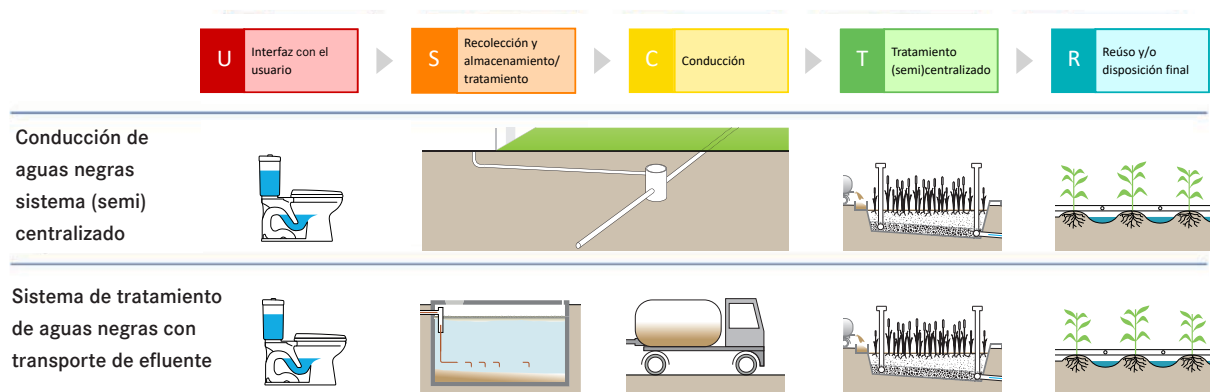 U
Interfaz con el
usuario
S
Recolección y
almacenamiento/
tratamiento
C
Conducción
T
Tratamiento
(semi)centralizado
R
Reúso y/o
disposición final
Conducción de
aguas negras
sistema (semi)
centralizado
Sistema de tratamiento
de aguas negras con
transporte de efluente